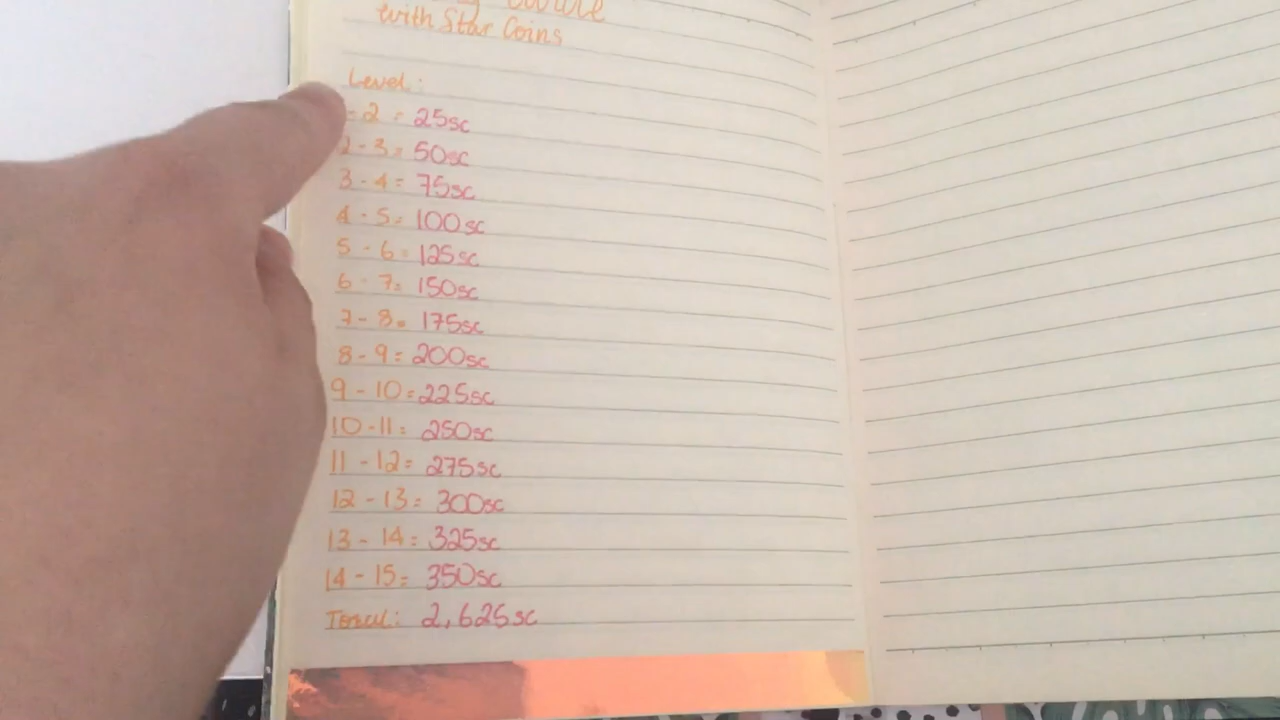 with Star Coins
Level:
- 2 = 25sc
2 - 3 = 50sc
3 - 4 = 75sc
4 - 5 = 100sc
5 - 6 = 125sc
6 - 7 = 150sc
7 - 8 = 175sc
8 - 9 = 200sc
9 - 10 = 225sc
10 - 11 = 250sc
11 - 12 = 275sc
12 - 13 = 300sc
13 - 14 = 325sc
14 - 15 = 350sc
Total: 2,625sc